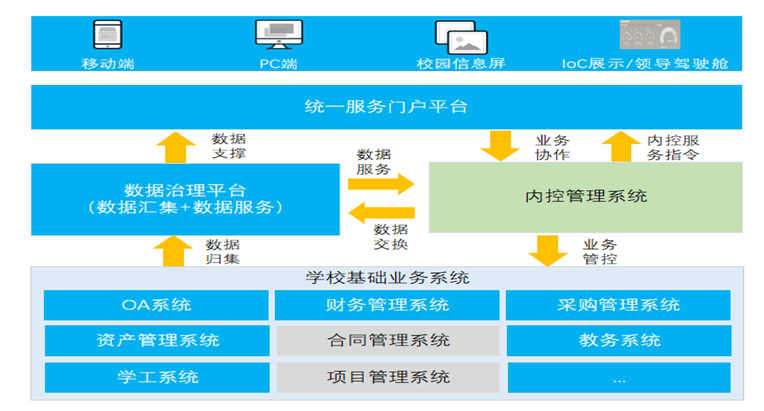 移动端
PC端
校园信息屏
IoC展示/领导驾驶舱
统一服务门户平台
数据
支撑
业务
协作
内控服
务指令
数据治理平台
(数据汇集+数据服务)
数据
服务
数据
交换
内控管理系统
数据
归集
业务
管控
学校基础业务系统
OA系统
财务管理系统
采购管理系统
资产管理系统
合同管理系统
教务系统
学工系统
项目管理系统
...